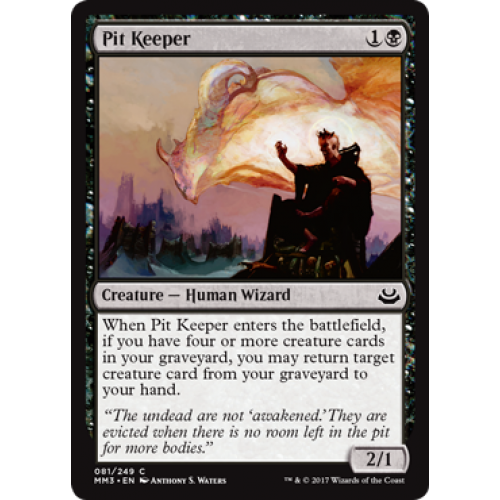 Pit Keeper 1
Creature — Human Wizard
When Pit Keeper enters the battlefield,
if you have four or more creature cards
in your graveyard, you may return target
creature card from your graveyard to
your hand.
“The undead are not ‘awakened.’ They are
evicted when there is no room left in the pit
for more bodies.”
2/1
081/249 C
MM3 • EN Anthony S. Waters ™ & © 2017 Wizards of the Coast